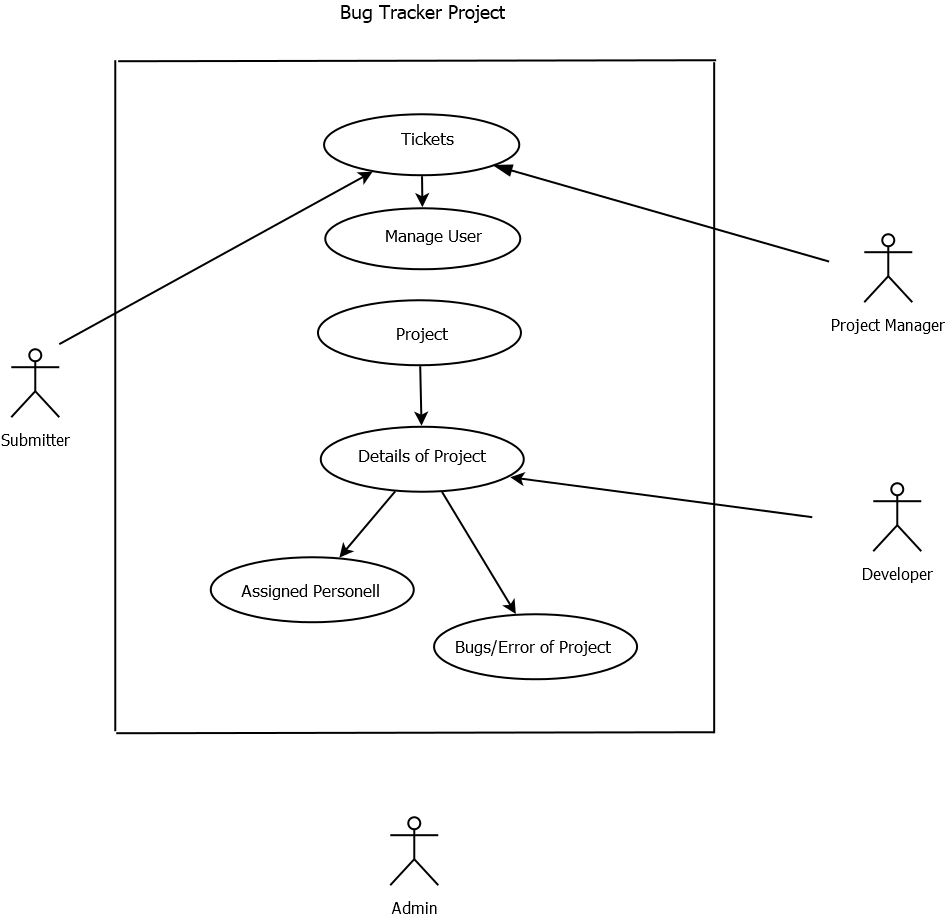 Bug Tracker Project
Tickets
Manage User
Project Manager
Project
Submitter
Details of Project
Developer
Assigned Personell
Bugs/Error of Project
Admin